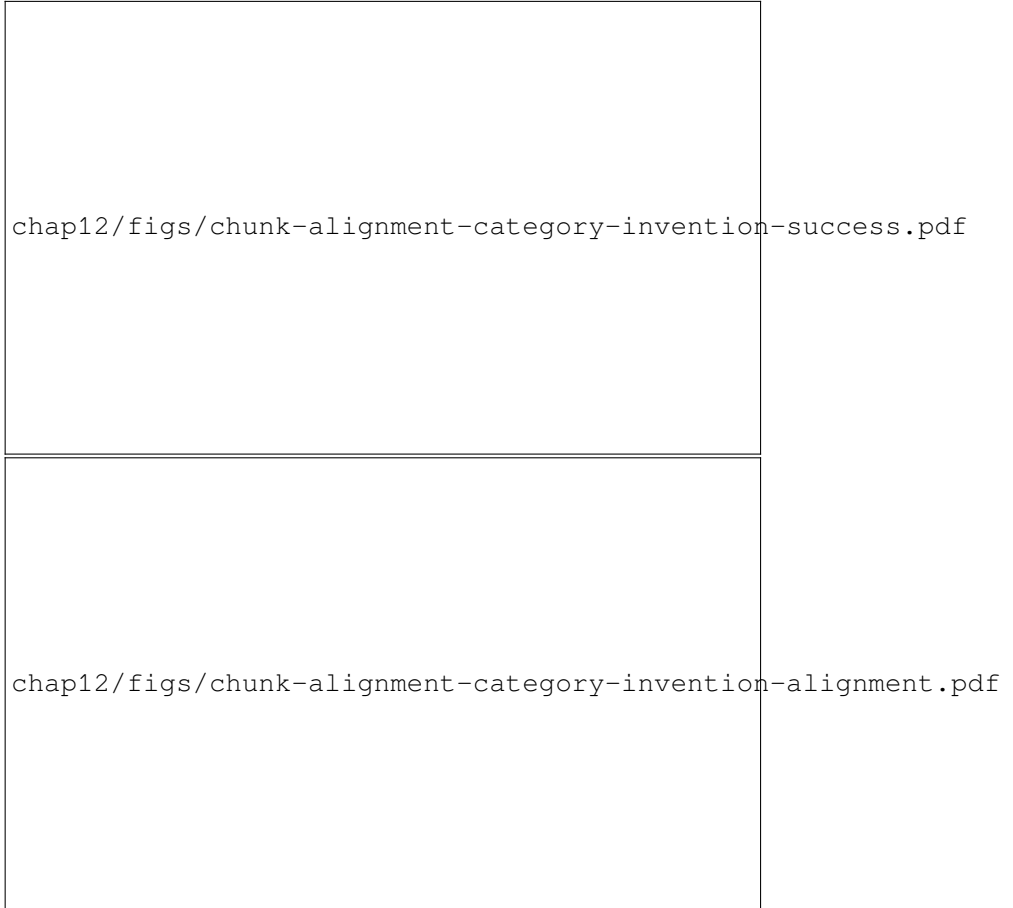 chap12/figs/chunk-alignment-category-invention-success.pdf
chap12/figs/chunk-alignment-category-invention-alignment.pdf